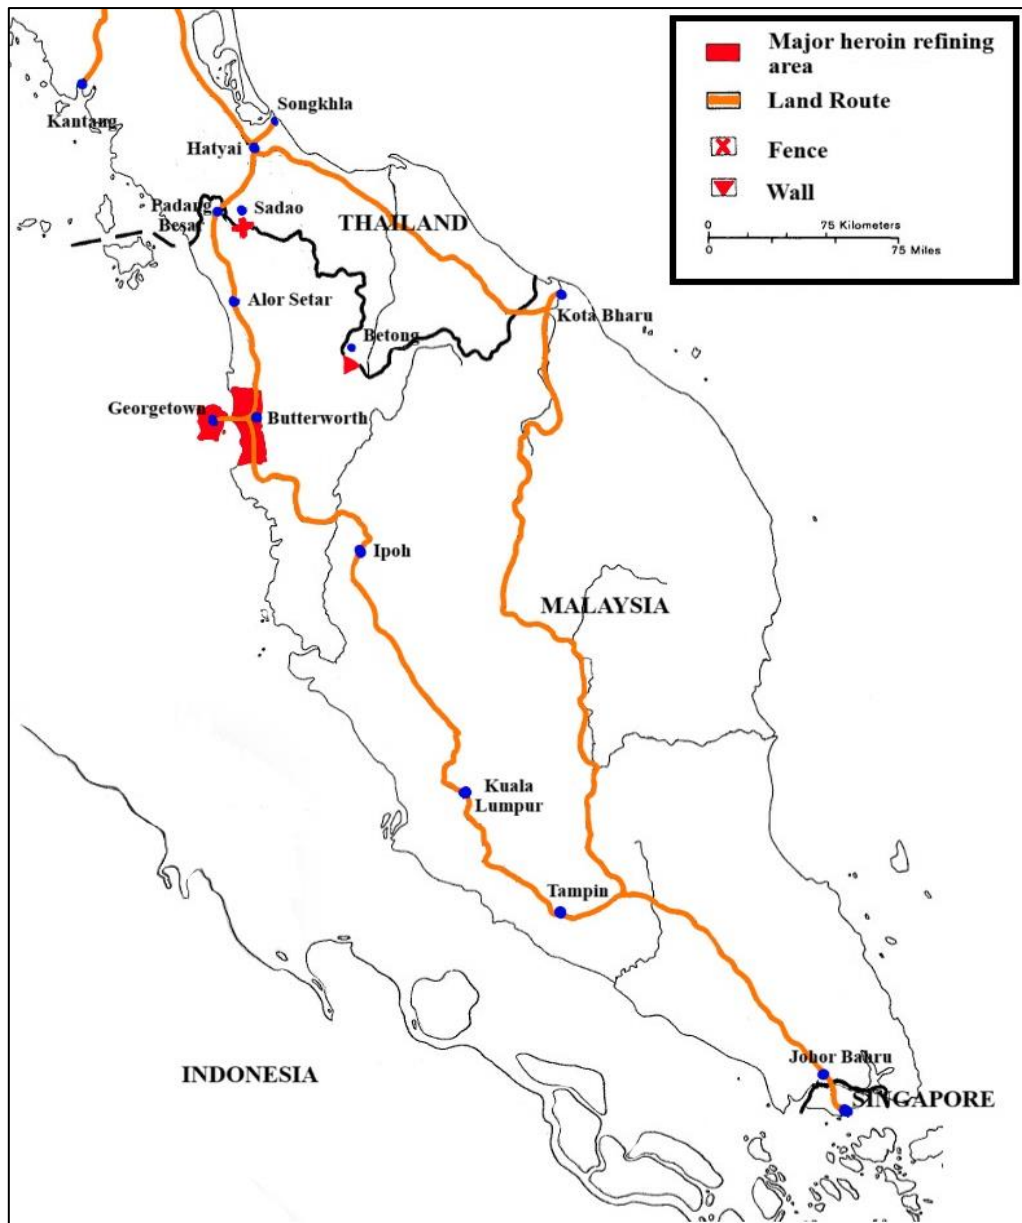 Major heroin refining
area
Land Route
Fence
Wall
0 75 Kilometers
0 75 Miles
Songkhla
Kantang
Hatyai
Padang
Besar
Sadao
THAILAND
Alor Setar
Kota Bharu
Betong
Georgetown
Butterworth
Ipoh
MALAYSIA
Kuala
Lumpur
Tampin
Johor Bahru
INDONESIA
SINGAPORE